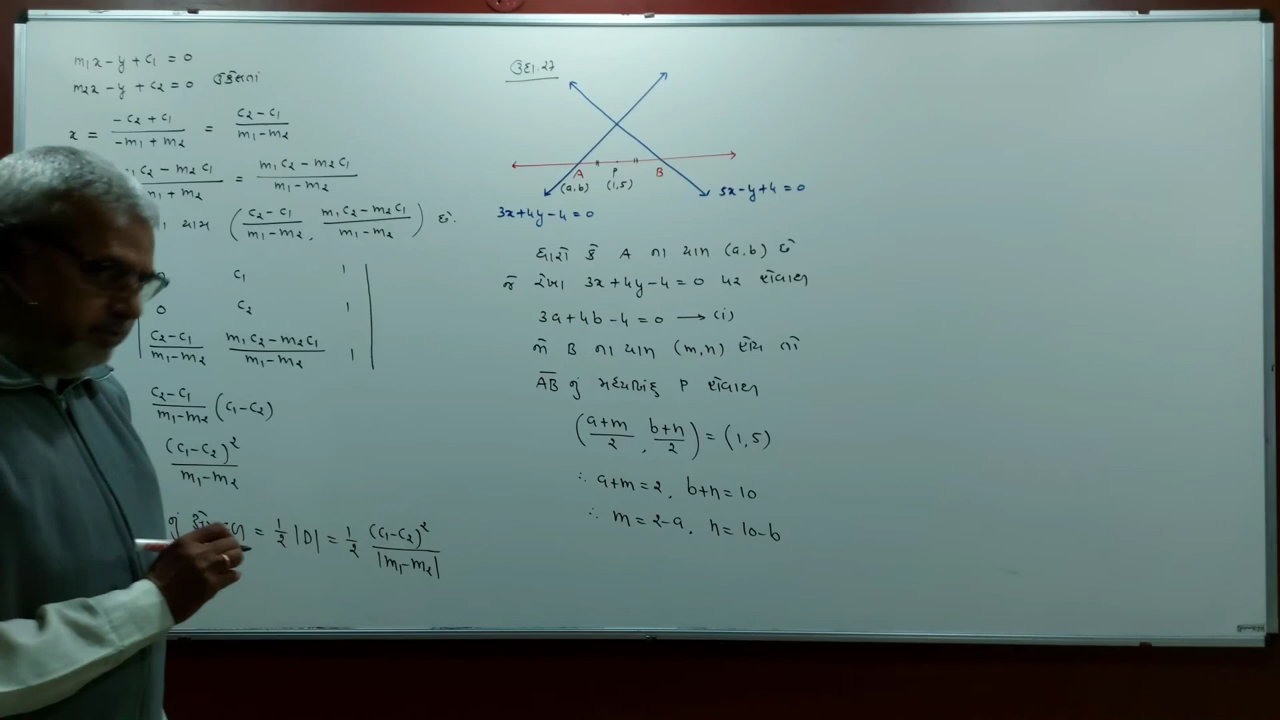 m₁x - y + c₁ = 0
m₂x - y + c₂ = 0 ઉકેલતાં
x = (-c₂ + c₁)/(-m₁ + m₂) = (c₂ - c₁)/(m₁ - m₂)
= (m₁c₂ - m₂c₁)/(m₁ - m₂)
યામ ((c₂ - c₁)/(m₁ - m₂), (m₁c₂ - m₂c₁)/(m₁ - m₂)) છે.
c₁ 1
0 c₂ 1
(c₂ - c₁)/(m₁ - m₂) (m₁c₂ - m₂c₁)/(m₁ - m₂) 1
(c₂ - c₁)/(m₁ - m₂) (c₁ - c₂)
(c₁ - c₂)²/(m₁ - m₂)
નું = 1/2 |D| = 1/2 (c₁ - c₂)²/|m₁ - m₂|
ઉદા.27
A P B
(a,b) (1,5)
5x - y + 4 = 0
3x + 4y - 4 = 0
ધારો કે A ના યામ (a,b) છે
જે રેખા 3x + 4y - 4 = 0 પર હોવાથી
3a + 4b - 4 = 0 → (i)
જો B ના યામ (m,n) હોય તો
A̅B̅ નું મધ્યબિંદુ P હોવાથી
((a+m)/2, (b+n)/2) = (1,5)
∴ a+m = 2, b+n = 10
∴ m = 2-a, n = 10-b